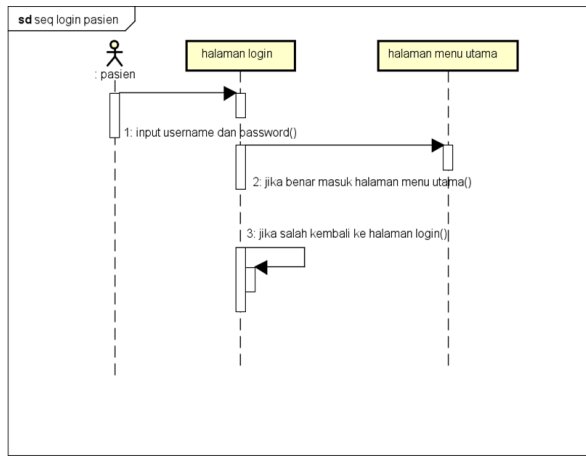 sd seq login pasien
halaman login
halaman menu utama
: pasien
1: input username dan password()
2: jika benar masuk halaman menu utama()
3: jika salah kembali ke halaman login()